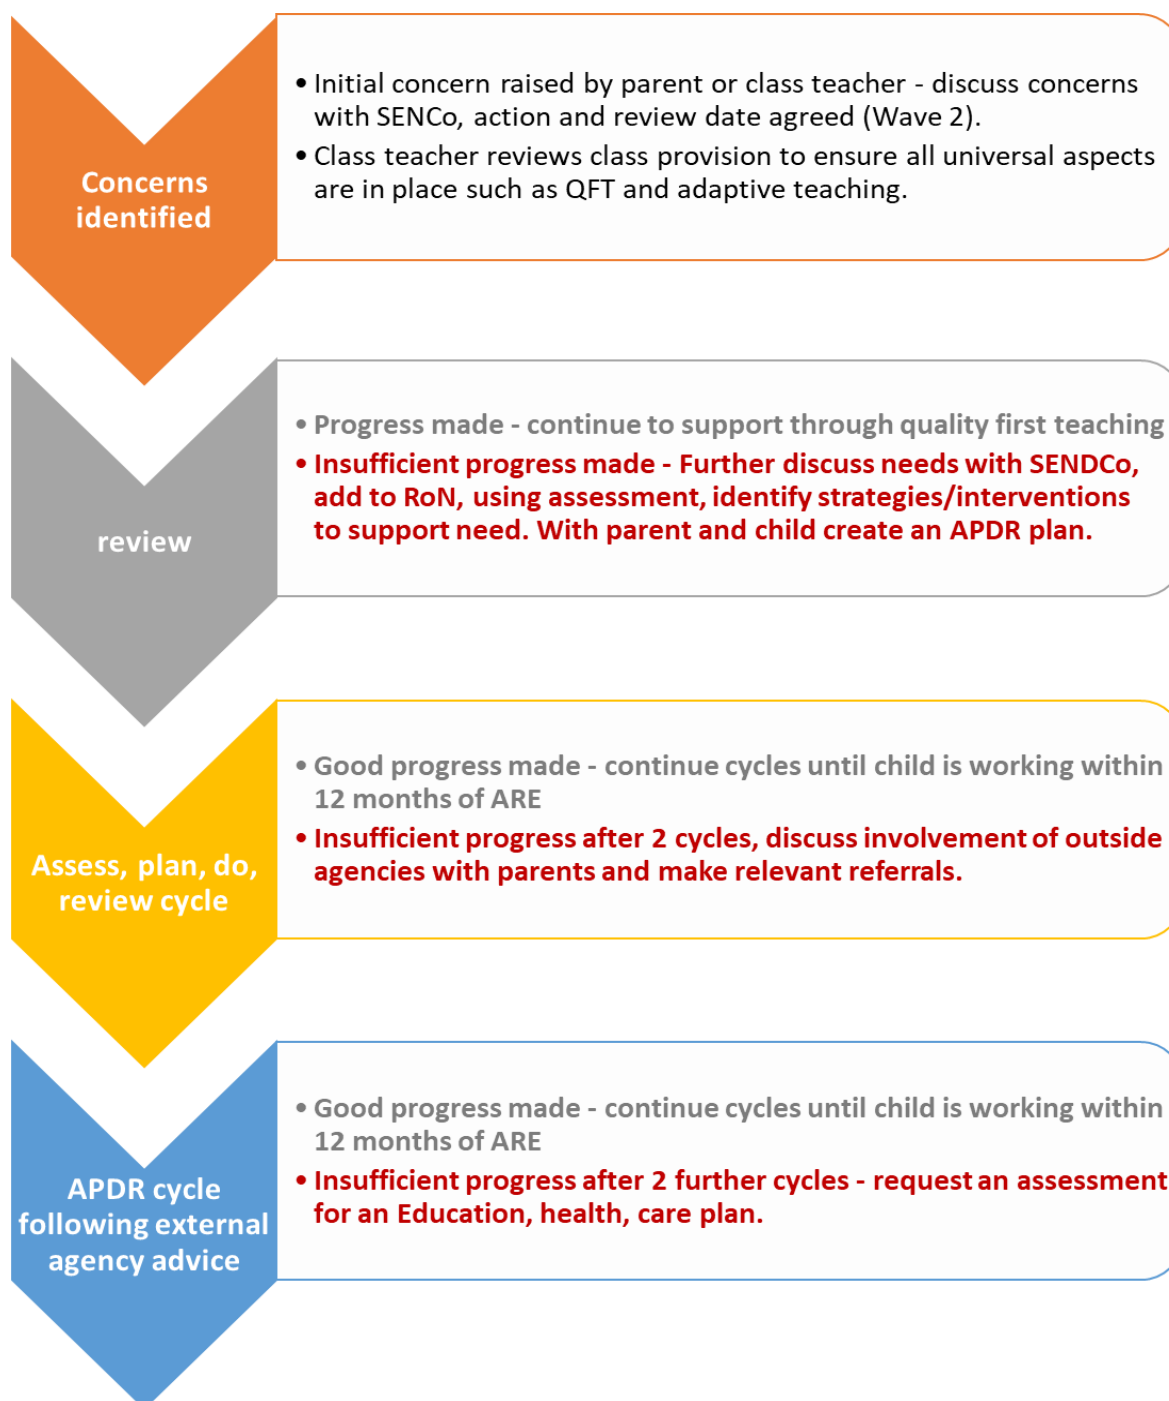 Concerns
identified
• Initial concern raised by parent or class teacher - discuss concerns
with SENCo, action and review date agreed (Wave 2).
• Class teacher reviews class provision to ensure all universal aspects
are in place such as QFT and adaptive teaching.
review
• Progress made - continue to support through quality first teaching
• Insufficient progress made - Further discuss needs with SENDCo,
add to RoN, using assessment, identify strategies/interventions
to support need. With parent and child create an APDR plan.
Assess, plan, do,
review cycle
• Good progress made - continue cycles until child is working within
12 months of ARE
• Insufficient progress after 2 cycles, discuss involvement of outside
agencies with parents and make relevant referrals.
APDR cycle
following external
agency advice
• Good progress made - continue cycles until child is working within
12 months of ARE
• Insufficient progress after 2 further cycles - request an assessment
for an Education, health, care plan.